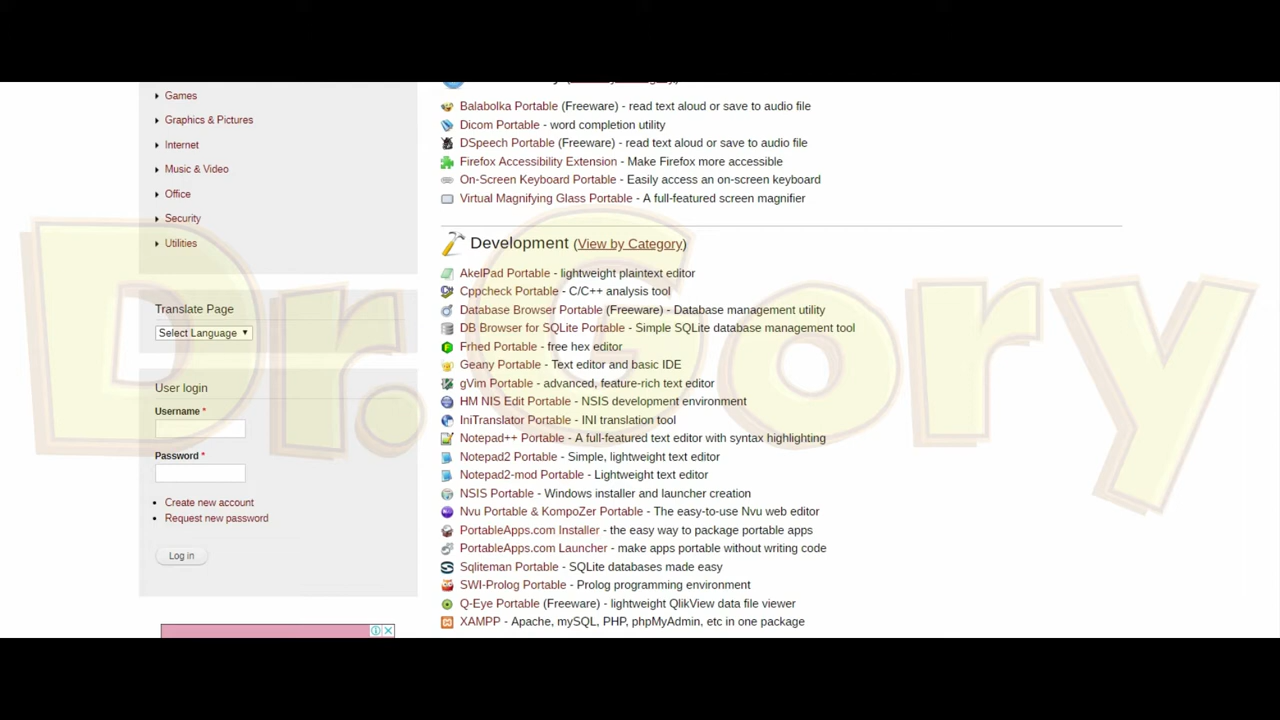 Games
Graphics & Pictures
Internet
Music & Video
Office
Security
Utilities
Translate Page
Select Language
User login
Username *
Password *
Create new account
Request new password
Log in
Balabolka Portable (Freeware) - read text aloud or save to audio file
Dicom Portable - word completion utility
DSpeech Portable (Freeware) - read text aloud or save to audio file
Firefox Accessibility Extension - Make Firefox more accessible
On-Screen Keyboard Portable - Easily access an on-screen keyboard
Virtual Magnifying Glass Portable - A full-featured screen magnifier
Development (View by Category)
AkelPad Portable - lightweight plaintext editor
Cppcheck Portable - C/C++ analysis tool
Database Browser Portable (Freeware) - Database management utility
DB Browser for SQLite Portable - Simple SQLite database management tool
Frhed Portable - free hex editor
Geany Portable - Text editor and basic IDE
gVim Portable - advanced, feature-rich text editor
HM NIS Edit Portable - NSIS development environment
IniTranslator Portable - INI translation tool
Notepad++ Portable - A full-featured text editor with syntax highlighting
Notepad2 Portable - Simple, lightweight text editor
Notepad2-mod Portable - Lightweight text editor
NSIS Portable - Windows installer and launcher creation
Nvu Portable & KompoZer Portable - The easy-to-use Nvu web editor
PortableApps.com Installer - the easy way to package portable apps
PortableApps.com Launcher - make apps portable without writing code
Sqliteman Portable - SQLite databases made easy
SWI-Prolog Portable - Prolog programming environment
Q-Eye Portable (Freeware) - lightweight QlikView data file viewer
XAMPP - Apache, mySQL, PHP, phpMyAdmin, etc in one package
Dr. Gory